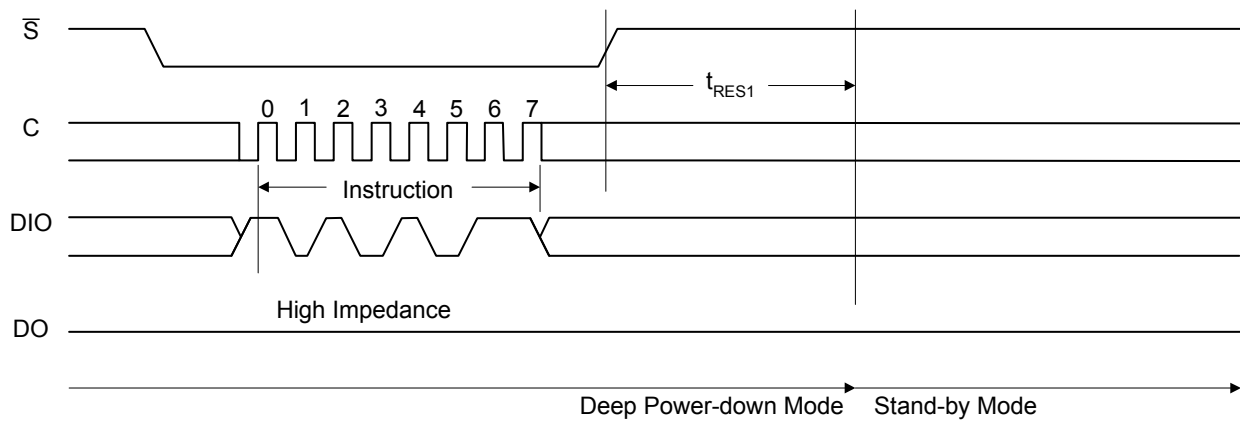 S̅
t_RES1
0 1 2 3 4 5 6 7
C
Instruction
DIO
High Impedance
DO
Deep Power-down Mode Stand-by Mode